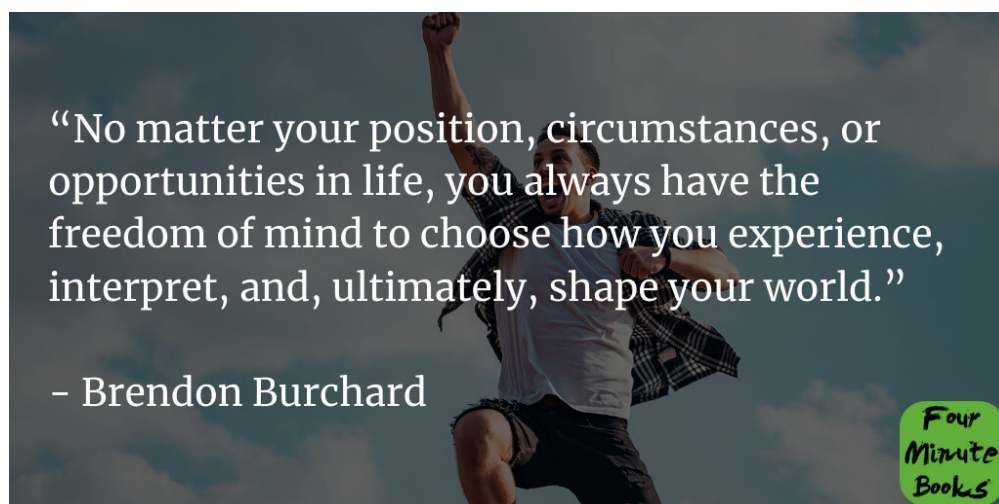 “No matter your position, circumstances, or
opportunities in life, you always have the
freedom of mind to choose how you experience,
interpret, and, ultimately, shape your world.”
- Brendon Burchard
Four
Minute
Books